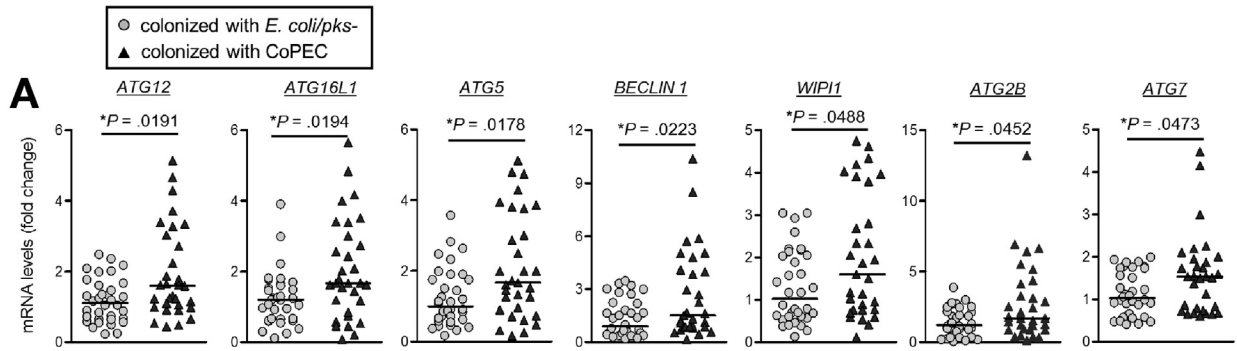 colonized with E. coli/pks-
colonized with CoPEC
A
ATG12 ATG16L1 ATG5 BECLIN 1 WIPI1 ATG2B ATG7
*P = .0191 *P = .0194 *P = .0178 *P = .0223 *P = .0488 *P = .0452 *P = .0473
mRNA levels (fold change)
6 6 6 12 5 15 5
4 4 4 9 4 10 4
2 2 2 6 3 5 3
0 0 0 3 2 0 2
0 1 1
0 0